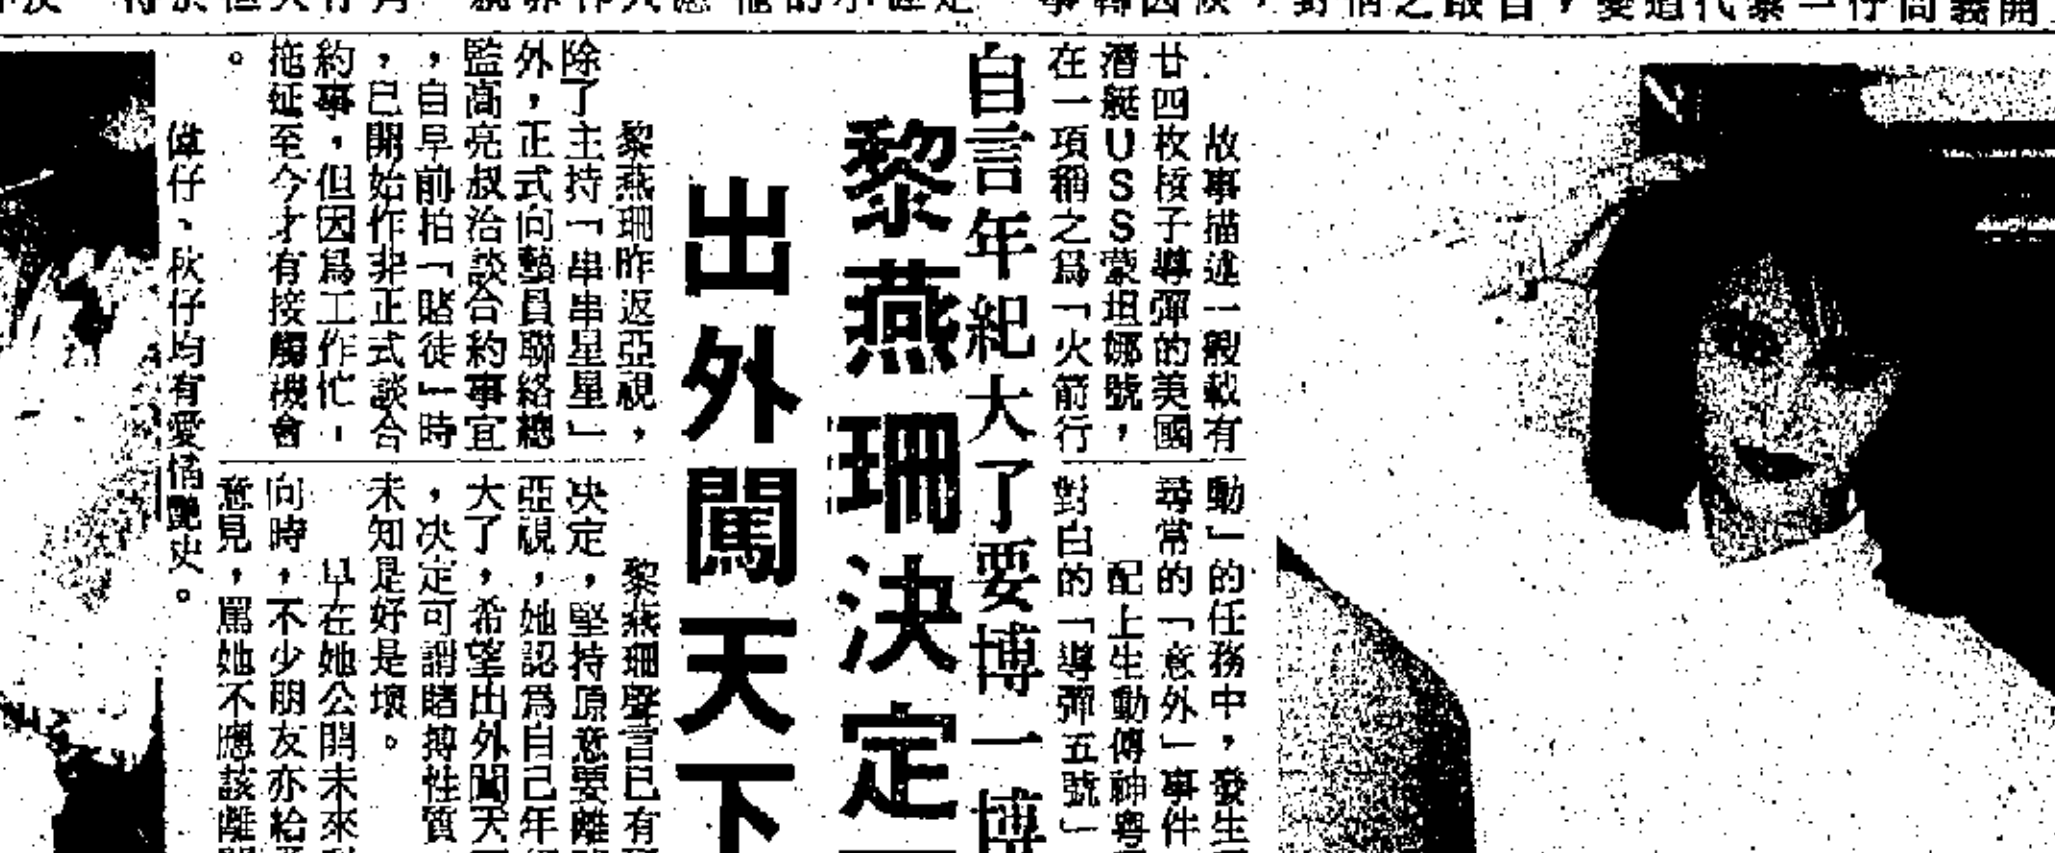 故事描述一艘載有
廿四枚核子導彈的美國
潛艇ＵＳＳ蒙坦娜號，
在一項稱之爲「火箭行
動」的任務中，發生
尋常的「意外」事件
配上生動傳神粵
對白的「導彈五號」
自言年紀大了要博一博
黎燕珊決定
出外闖天下
黎燕珊昨返亞視，
除了主持「串串星星」
外，正式向藝員聯絡總
監高亮叔洽談合約事宜
，自早前拍「賭徒」時
，已開始作非正式談合
約事，但因爲工作忙，
拖延至今才有接觸機會
。
黎燕珊聲言已有
決定，堅持原意要離
亞視，她認爲自己年
大了，希望出外闖天
，決定可謂賭搏性質
未知是好是壞。
早在她公開未來
向時，不少朋友亦給
意見，罵她不應該離
偉仔、秋仔均有愛情艷史。